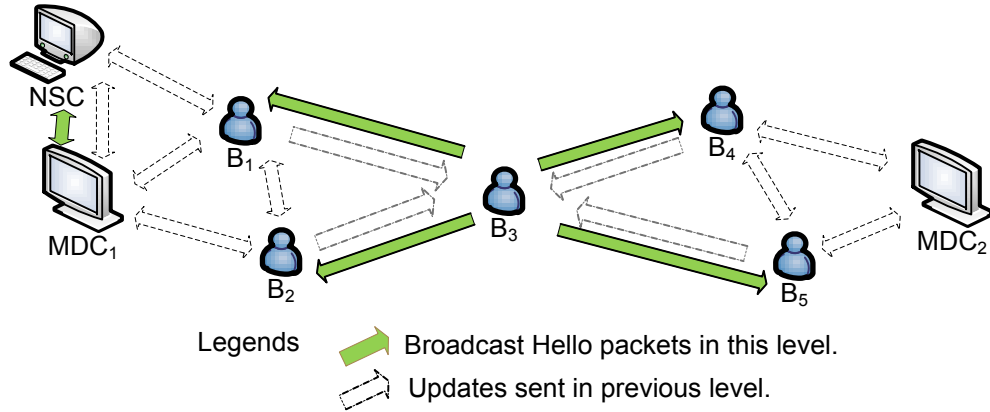 NSC
B₁
B₄
MDC₁
B₃
MDC₂
B₂
B₅
Legends
Broadcast Hello packets in this level.
Updates sent in previous level.